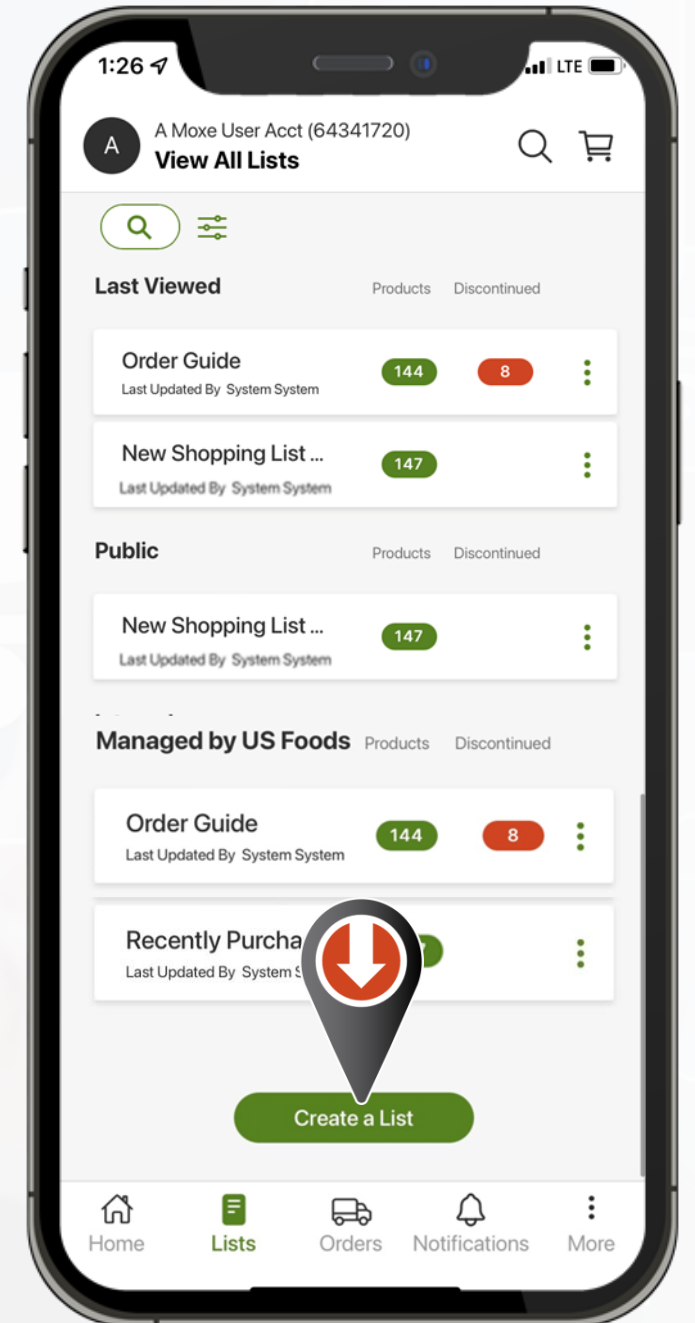 1:26
LTE
A
A Moxe User Acct (64341720)
View All Lists
Last Viewed Products Discontinued
Order Guide 144 8
Last Updated By System System
New Shopping List ... 147
Last Updated By System System
Public Products Discontinued
New Shopping List ... 147
Last Updated By System System
Managed by US Foods Products Discontinued
Order Guide 144 8
Last Updated By System System
Recently Purcha
Last Updated By System S
Create a List
Home Lists Orders Notifications More